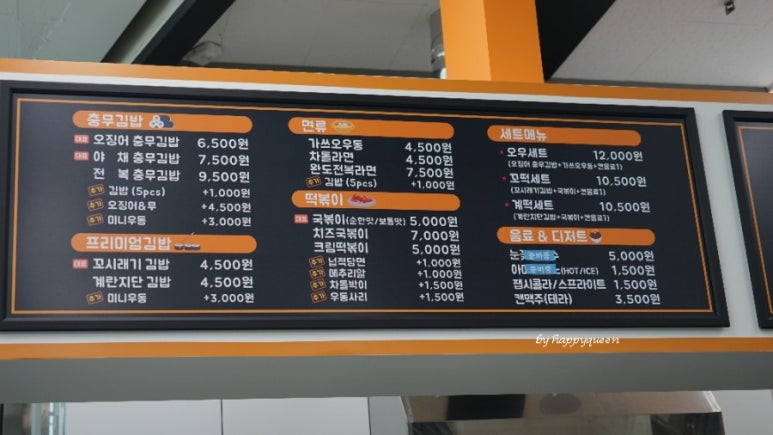 충무김밥
대표 오징어 충무김밥 6,500원
대표 야 채 충무김밥 7,500원
전 복 충무김밥 9,500원
추가 김밥(5pcs) +1,000원
추가 오징어&무 +4,500원
추가 미니우동 +3,000원
프리미엄김밥
대표 꼬시래기 김밥 4,500원
계란지단 김밥 4,500원
추가 미니우동 +3,000원
면류
가쓰오우동 4,500원
차돌라면 4,500원
완도전복라면 7,500원
추가 김밥(5pcs) +1,000원
떡볶이
대표 국볶이(순한맛/보통맛) 5,000원
치즈국볶이 7,000원
크림떡볶이 5,000원
추가 넙적당면 +1,000원
추가 메추리알 +1,000원
추가 차돌박이 +1,500원
추가 우동사리 +1,500원
세트메뉴
오우세트 12,000원
(오징어 충무김밥+가쓰오우동+캔음료1)
꼬떡세트 10,500원
(꼬시래기김밥+국볶이+캔음료1)
계떡세트 10,500원
(계란지단김밥+국볶이+캔음료1)
음료 & 디저트
준비중 5,000원
준비중 (HOT/ICE) 1,500원
펩시콜라/스프라이트 1,500원
캔맥주(테라) 3,500원
by happyqueen